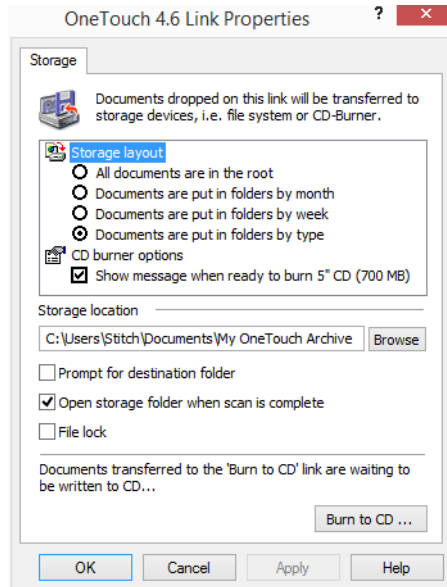 OneTouch 4.6 Link Properties ? ×
Storage
Documents dropped on this link will be transferred to
storage devices, i.e. file system or CD-Burner.
Storage layout
All documents are in the root
Documents are put in folders by month
Documents are put in folders by week
Documents are put in folders by type
CD burner options
Show message when ready to burn 5" CD (700 MB)
Storage location
C:\Users\Stitch\Documents\My OneTouch Archive Browse
Prompt for destination folder
Open storage folder when scan is complete
File lock
Documents transferred to the 'Burn to CD' link are waiting to
be written to CD...
Burn to CD ...
OK Cancel Apply Help